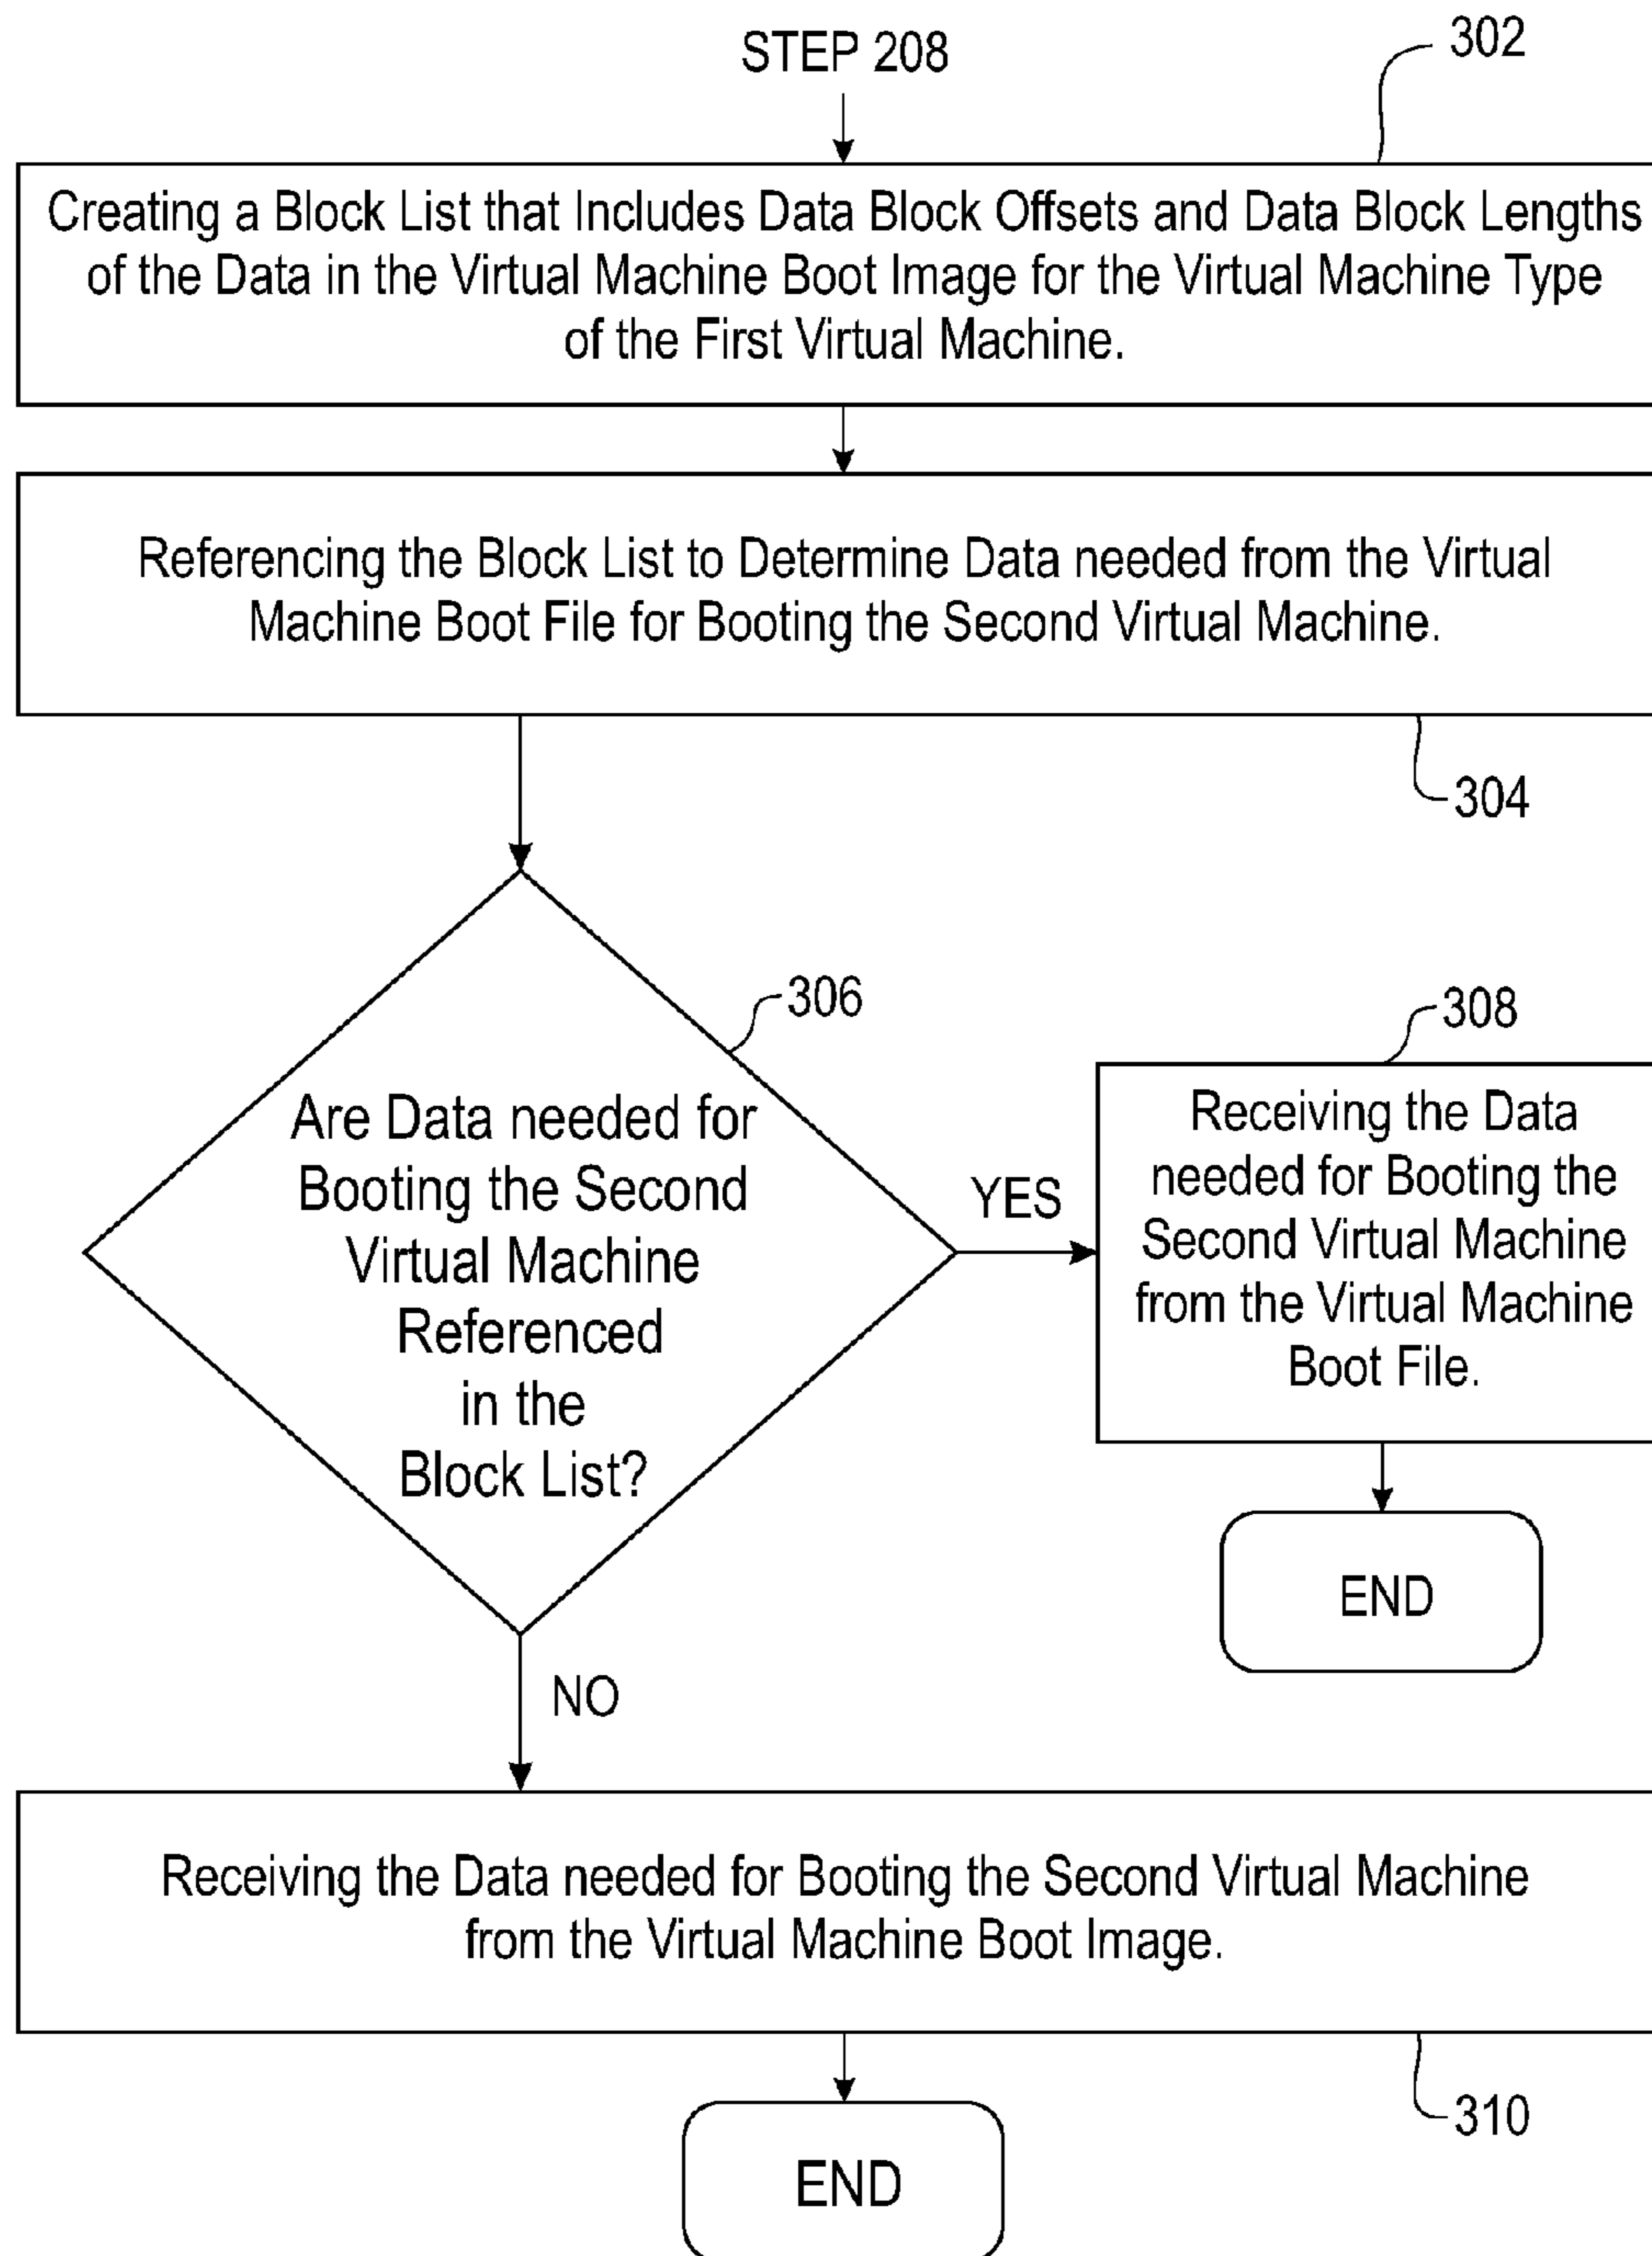 STEP 208
302
Creating a Block List that Includes Data Block Offsets and Data Block Lengths
of the Data in the Virtual Machine Boot Image for the Virtual Machine Type
of the First Virtual Machine.
Referencing the Block List to Determine Data needed from the Virtual
Machine Boot File for Booting the Second Virtual Machine.
304
306
Are Data needed for
Booting the Second
Virtual Machine
Referenced
in the
Block List?
YES
308
Receiving the Data
needed for Booting the
Second Virtual Machine
from the Virtual Machine
Boot File.
END
NO
Receiving the Data needed for Booting the Second Virtual Machine
from the Virtual Machine Boot Image.
310
END